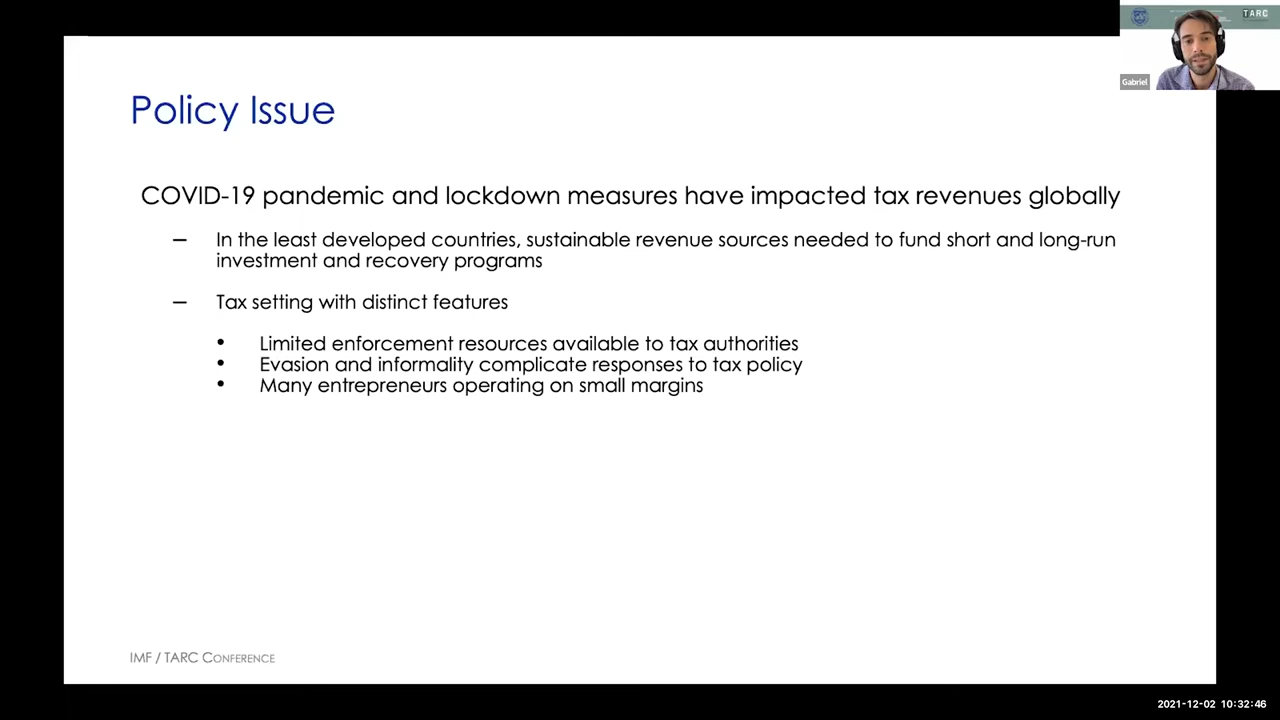 TARC
Gabriel
Policy Issue
COVID-19 pandemic and lockdown measures have impacted tax revenues globally
– In the least developed countries, sustainable revenue sources needed to fund short and long-run
investment and recovery programs
– Tax setting with distinct features
• Limited enforcement resources available to tax authorities
• Evasion and informality complicate responses to tax policy
• Many entrepreneurs operating on small margins
IMF / TARC CONFERENCE
2021-12-02 10:32:46